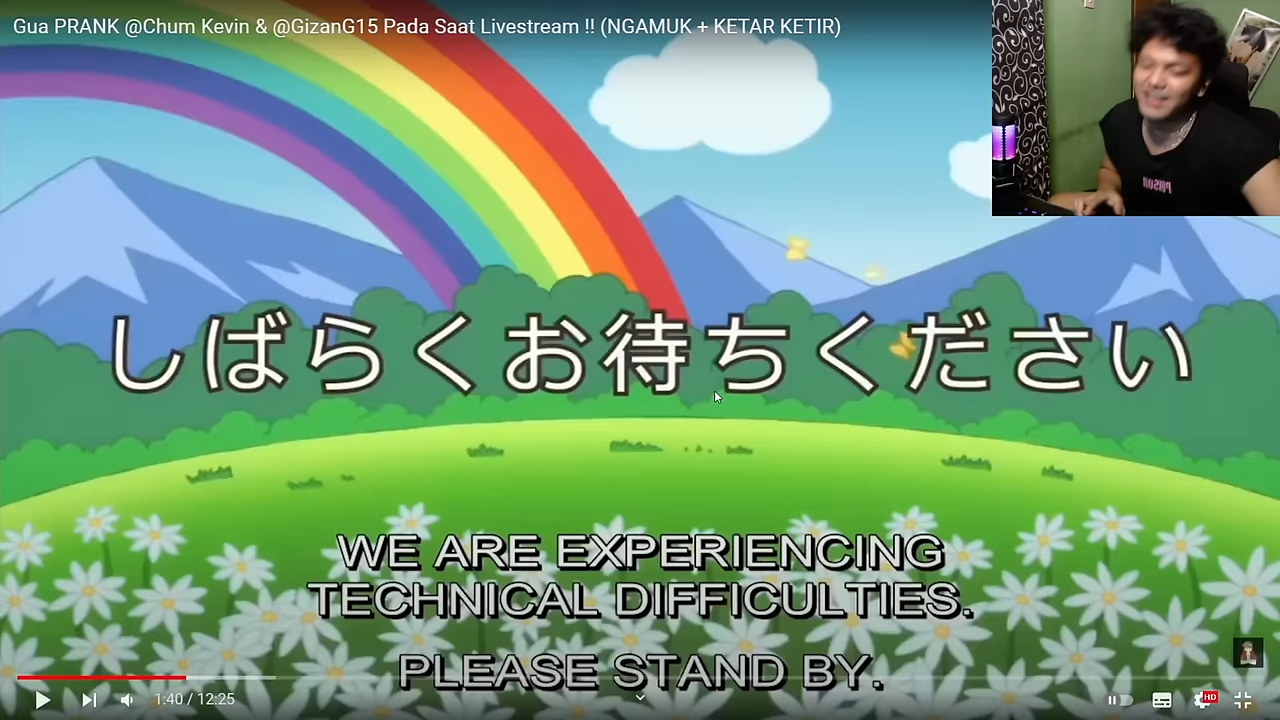 Gua PRANK @Chum Kevin & @GizanG15 Pada Saat Livestream !! (NGAMUK + KETAR KETIR)
しばらくお待ちください
WE ARE EXPERIENCING
TECHNICAL DIFFICULTIES.
PLEASE STAND BY.
1:40 / 12:25
HD